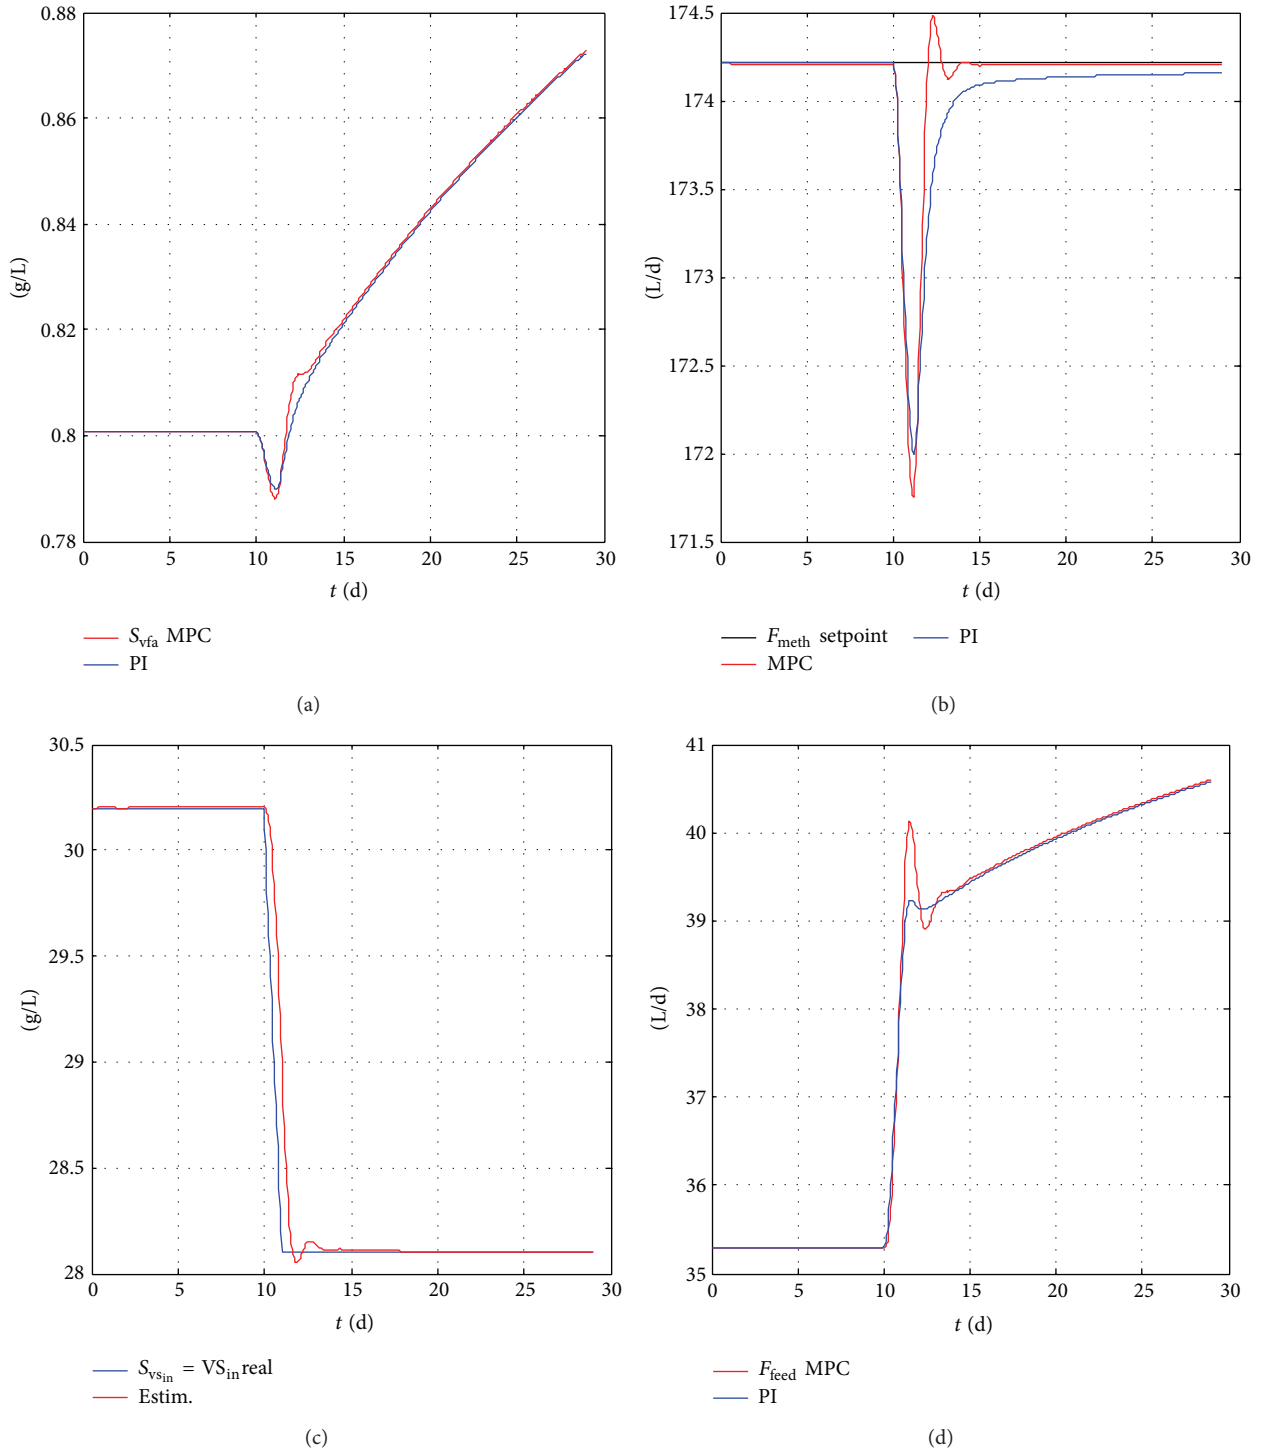 0.88
0.86
0.84
0.82
0.8
0.78
(g/L)
0 5 10 15 20 25 30
t (d)
S_vfa MPC
PI
(a)
174.5
174
173.5
173
172.5
172
171.5
(L/d)
0 5 10 15 20 25 30
t (d)
F_meth setpoint PI
MPC
(b)
30.5
30
29.5
29
28.5
28
(g/L)
0 5 10 15 20 25 30
t (d)
S_vs_in = VS_in real
Estim.
(c)
41
40
39
38
37
36
35
(L/d)
0 5 10 15 20 25 30
t (d)
F_feed MPC
PI
(d)